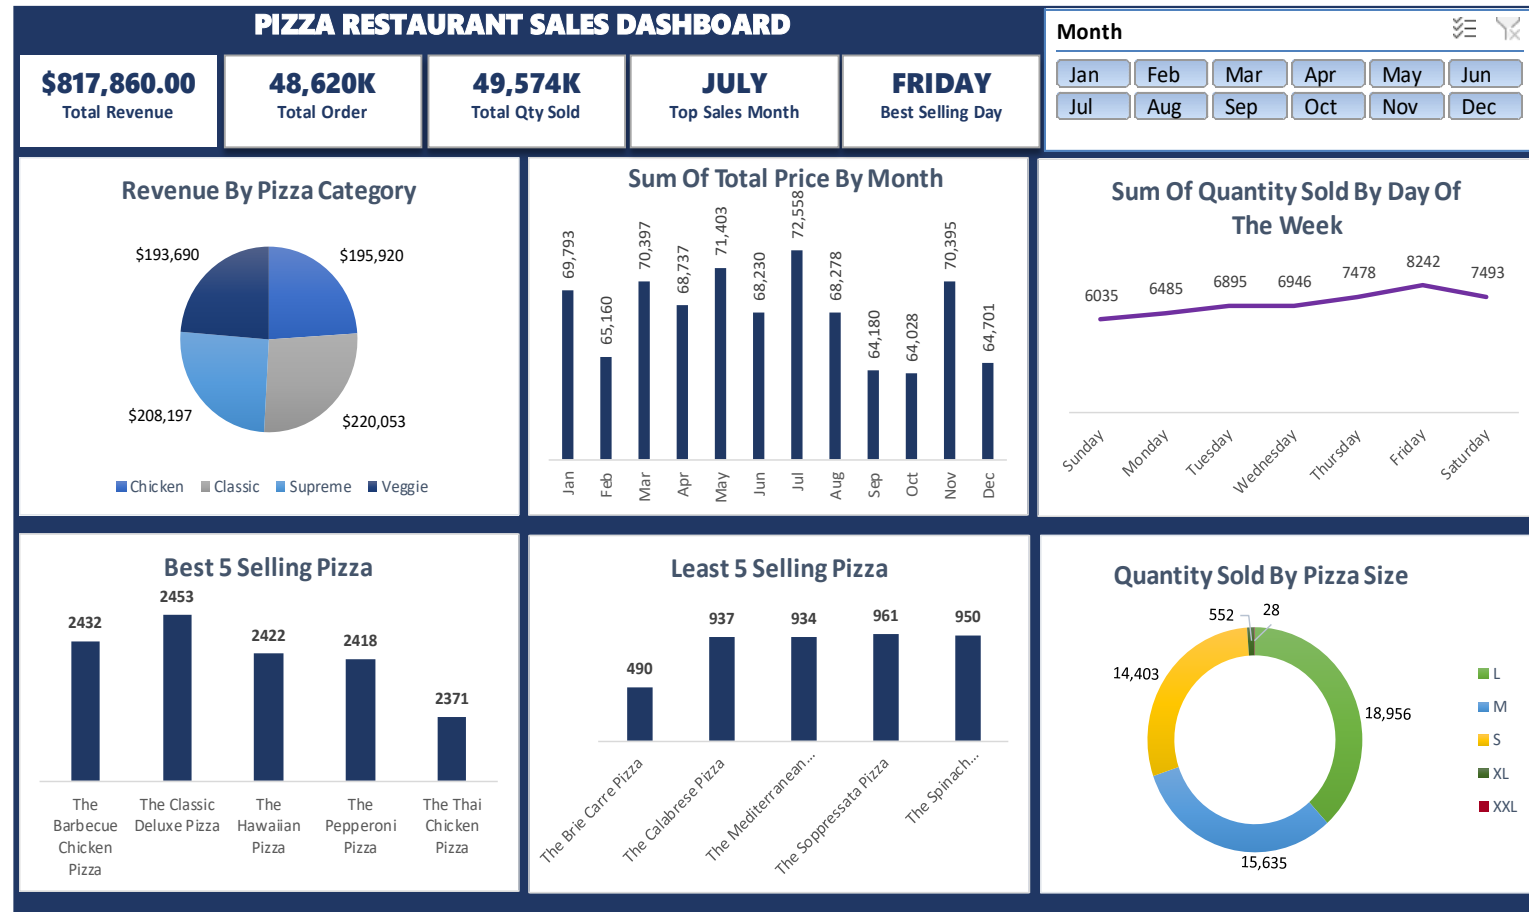 PIZZA RESTAURANT SALES DASHBOARD
$817,860.00
Total Revenue
48,620K
Total Order
49,574K
Total Qty Sold
JULY
Top Sales Month
FRIDAY
Best Selling Day
Month
Jan Feb Mar Apr May Jun
Jul Aug Sep Oct Nov Dec
Revenue By Pizza Category
$193,690
$195,920
$208,197
$220,053
Chicken Classic Supreme Veggie
Sum Of Total Price By Month
69,793
65,160
70,397
68,737
71,403
68,230
72,558
68,278
64,180
64,028
70,395
64,701
Jan
Feb
Mar
Apr
May
Jun
Jul
Aug
Sep
Oct
Nov
Dec
Sum Of Quantity Sold By Day Of
The Week
6035
6485
6895
6946
7478
8242
7493
Sunday
Monday
Tuesday
Wednesday
Thursday
Friday
Saturday
Best 5 Selling Pizza
2432
2453
2422
2418
2371
The
Barbecue
Chicken
Pizza
The Classic
Deluxe Pizza
The
Hawaiian
Pizza
The
Pepperoni
Pizza
The Thai
Chicken
Pizza
Least 5 Selling Pizza
490
937
934
961
950
The Brie Carre Pizza
The Calabrese Pizza
The Mediterranean...
The Soppressata Pizza
The Spinach...
Quantity Sold By Pizza Size
552
28
14,403
18,956
15,635
L
M
S
XL
XXL